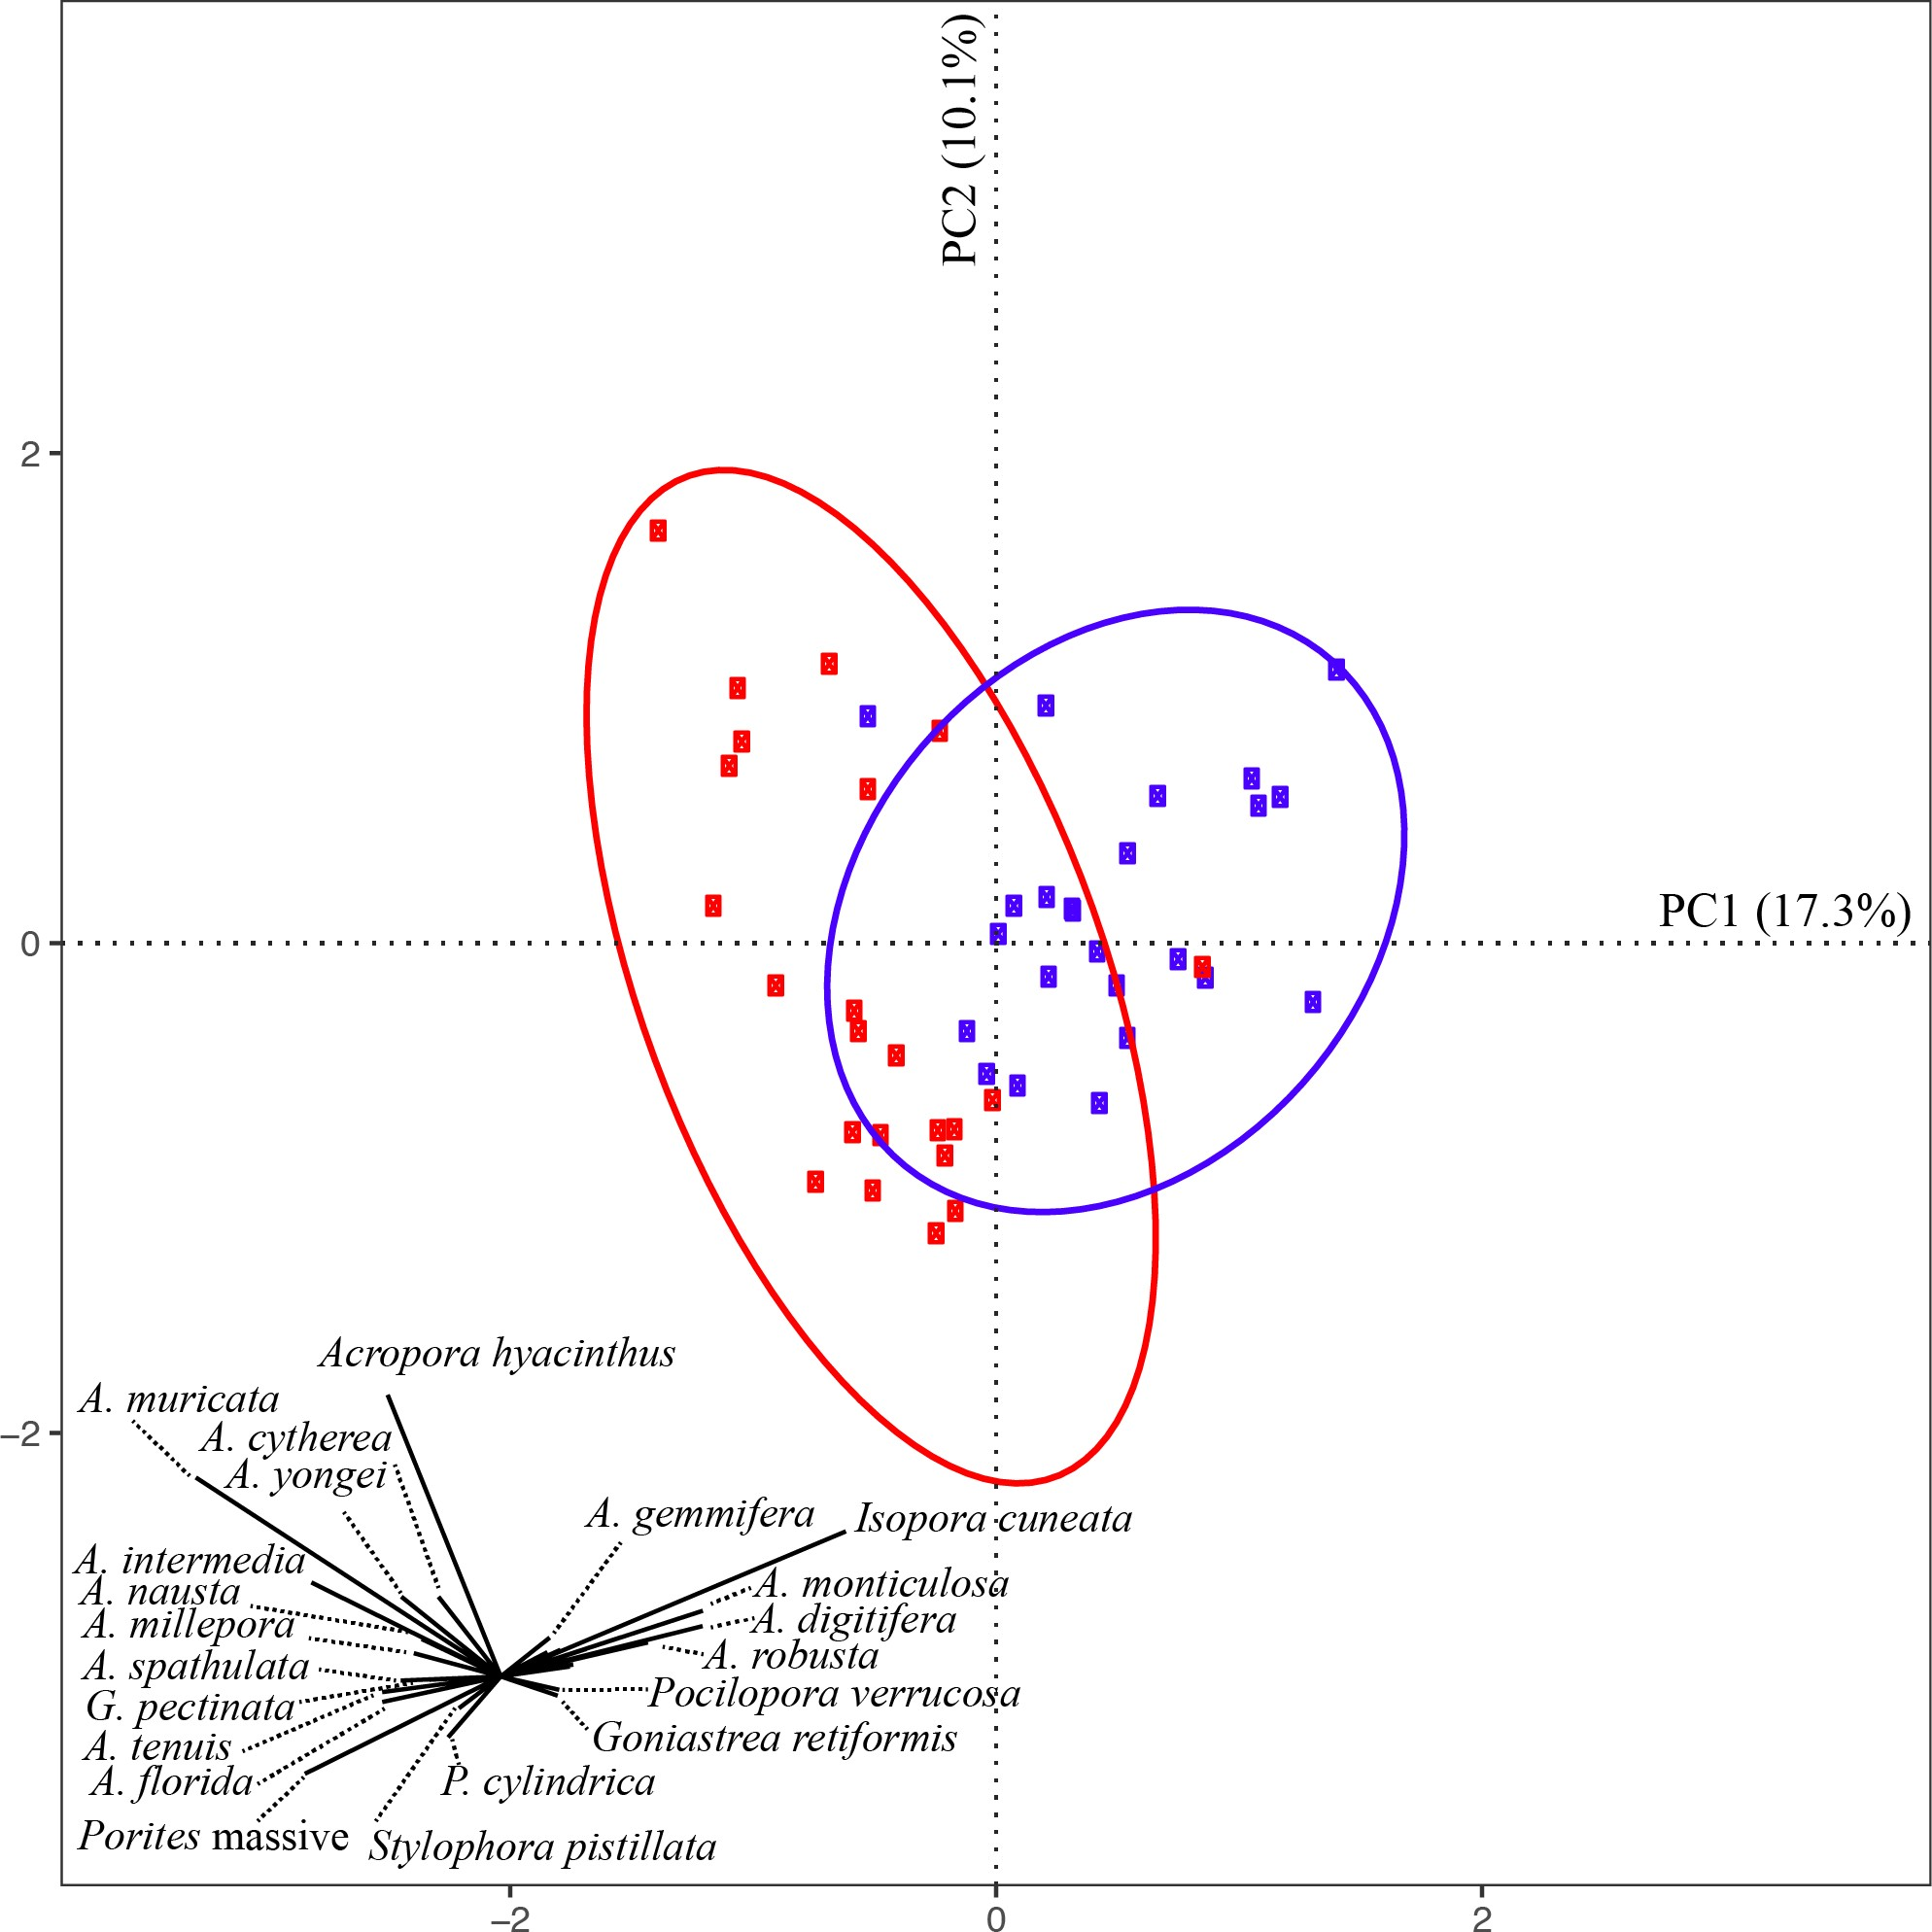 PC2 (10.1%)
2
PC1 (17.3%)
0
Acropora hyacinthus
A. muricata
A. cytherea
−2
A. yongei
A. gemmifera
Isopora cuneata
A. intermedia
A. monticulosa
A. nausta
A. digitifera
A. millepora
A. robusta
A. spathulata
Pocilopora verrucosa
G. pectinata
Goniastrea retiformis
A. tenuis
A. florida
P. cylindrica
Porites massive
Stylophora pistillata
−2
0
2